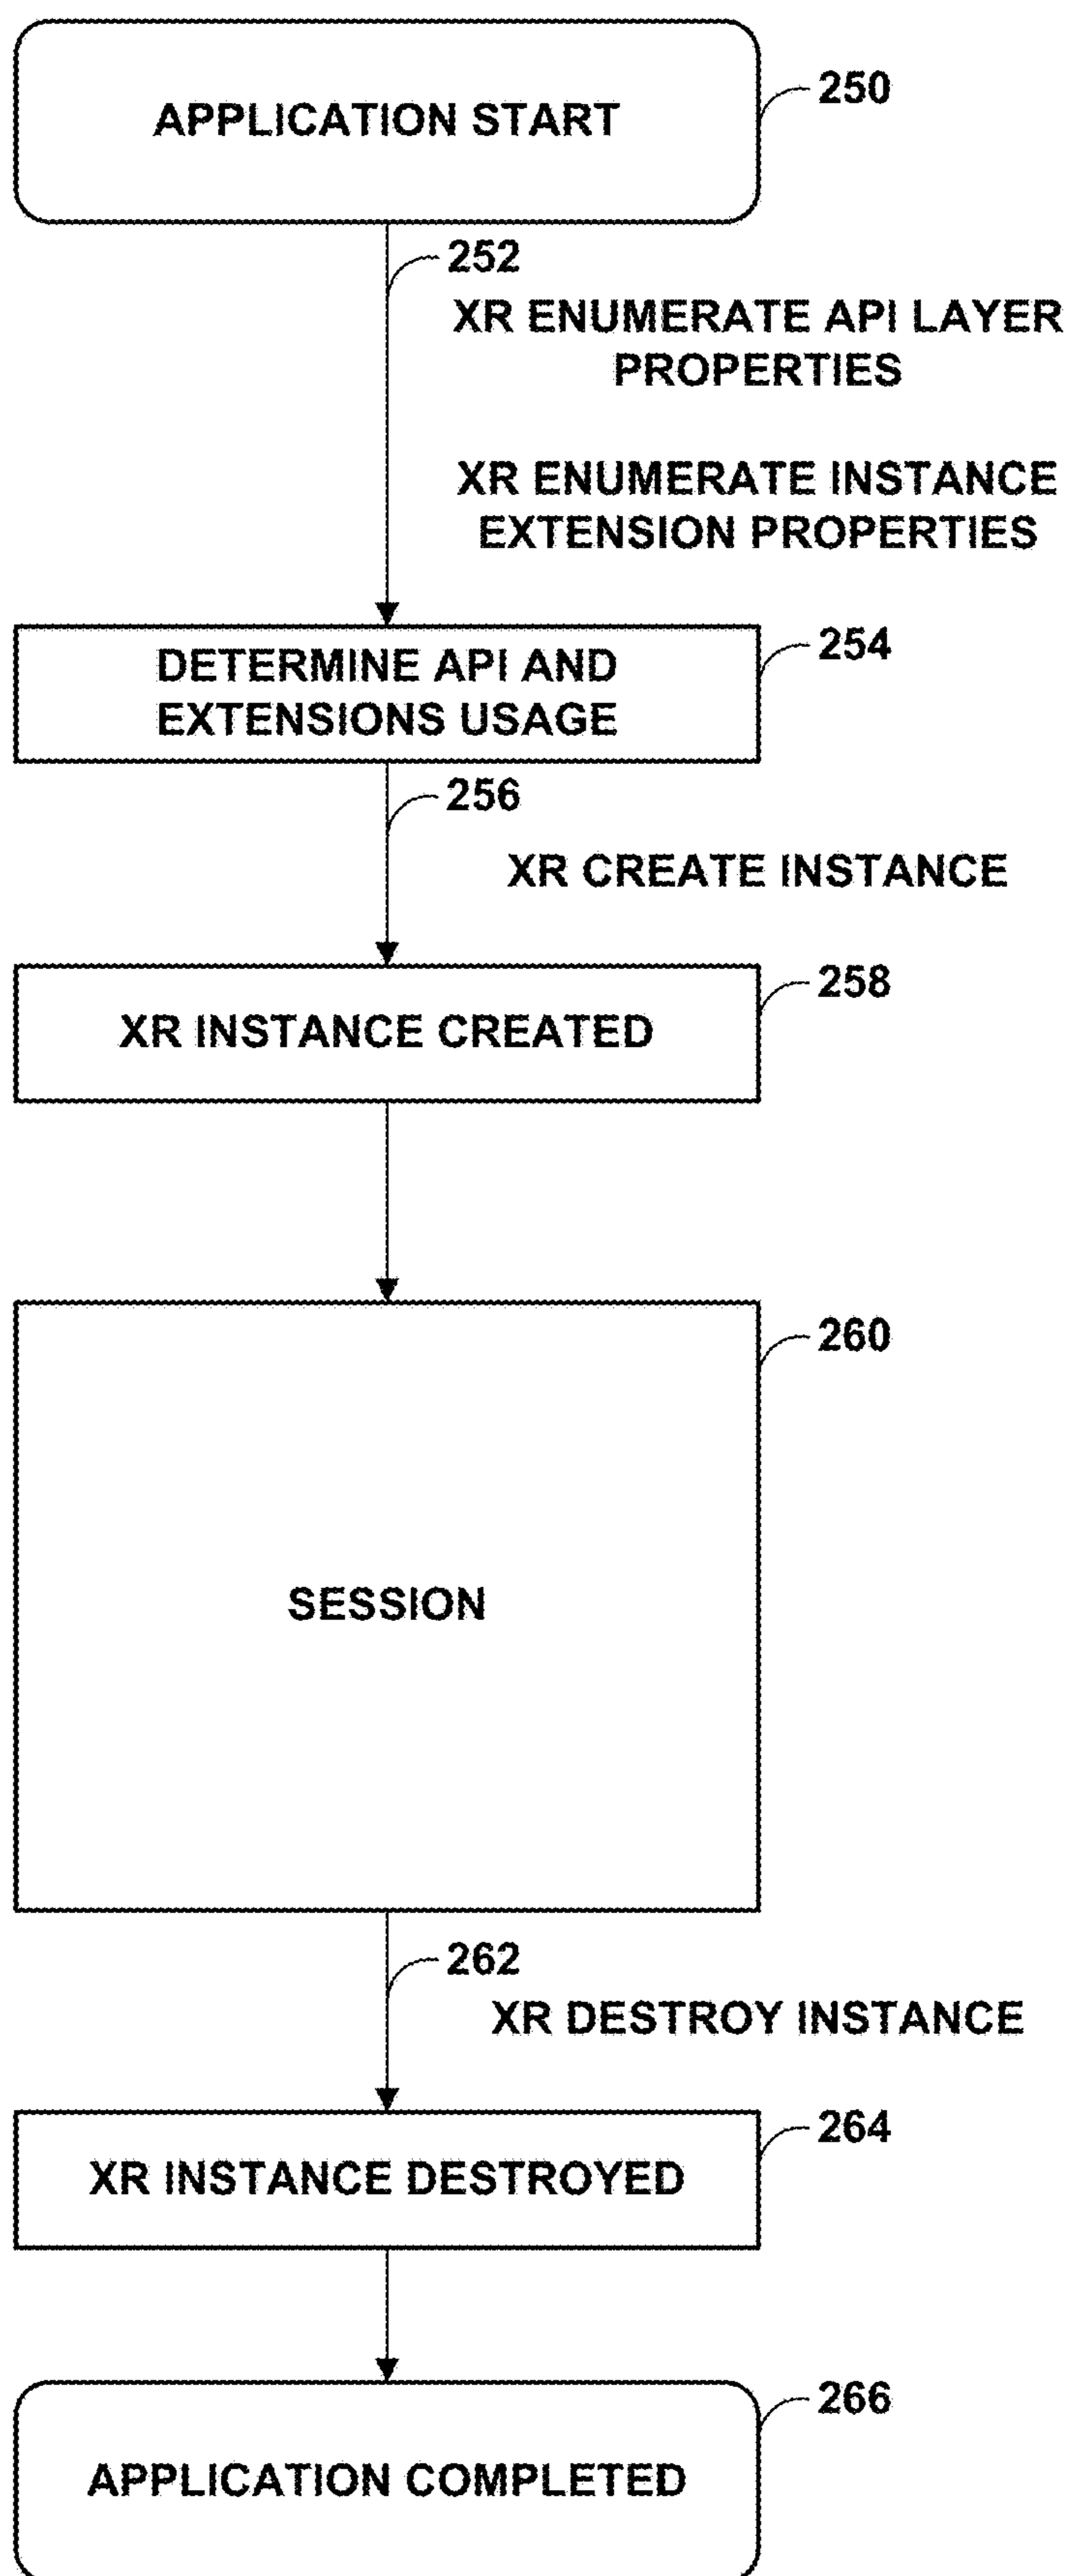 APPLICATION START
250
252
XR ENUMERATE API LAYER
PROPERTIES
XR ENUMERATE INSTANCE
EXTENSION PROPERTIES
DETERMINE API AND
EXTENSIONS USAGE
254
256
XR CREATE INSTANCE
258
XR INSTANCE CREATED
260
SESSION
262
XR DESTROY INSTANCE
264
XR INSTANCE DESTROYED
266
APPLICATION COMPLETED